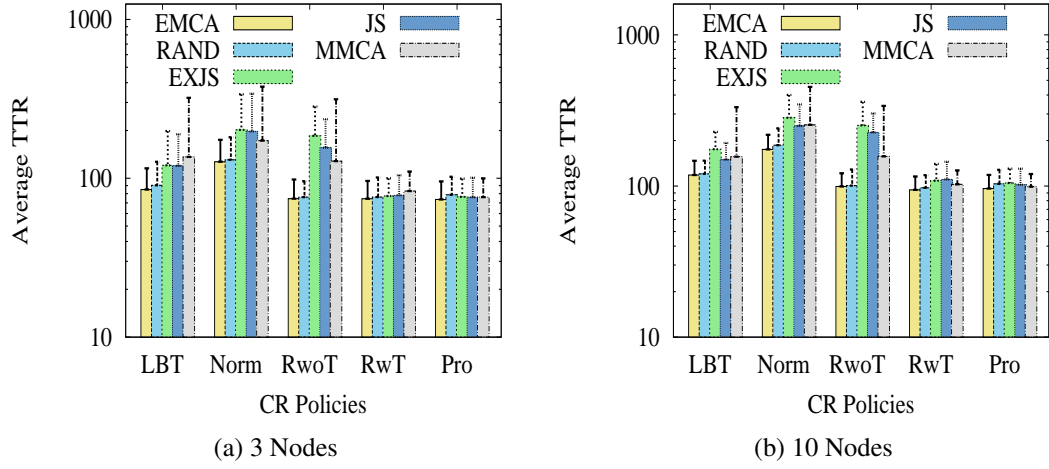 1000
100
10
Average TTR
EMCA
RAND
EXJS
JS
MMCA
LBT Norm RwoT RwT Pro
CR Policies
(a) 3 Nodes
1000
100
10
Average TTR
EMCA
RAND
EXJS
JS
MMCA
LBT Norm RwoT RwT Pro
CR Policies
(b) 10 Nodes